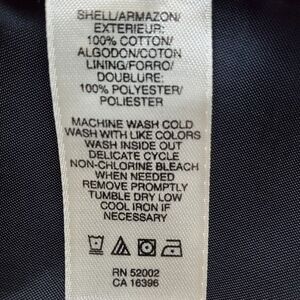 SHELL/ARMAZON/
EXTERIEUR:
100% COTTON/
ALGODON/COTON
LINING/FORRO/
DOUBLURE:
100% POLYESTER/
POLIESTER
MACHINE WASH COLD
WASH WITH LIKE COLORS
WASH INSIDE OUT
DELICATE CYCLE
NON-CHLORINE BLEACH
WHEN NEEDED
REMOVE PROMPTLY
TUMBLE DRY LOW
COOL IRON IF
NECESSARY
RN 52002
CA 16396